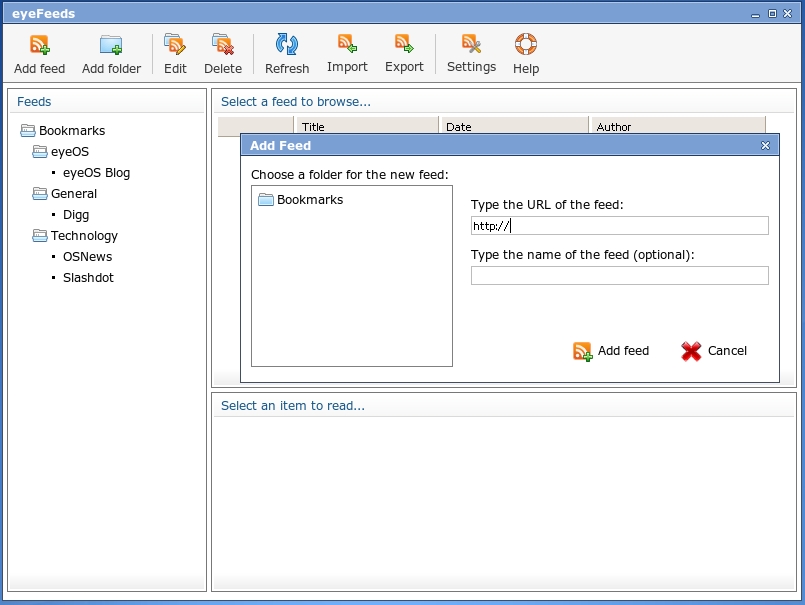 eyeFeeds
Add feed Add folder Edit Delete Refresh Import Export Settings Help
Feeds
Bookmarks
eyeOS
eyeOS Blog
General
Digg
Technology
OSNews
Slashdot
Select a feed to browse...
Title Date Author
Add Feed
Choose a folder for the new feed:
Bookmarks
Type the URL of the feed:
http://
Type the name of the feed (optional):
Add feed Cancel
Select an item to read...